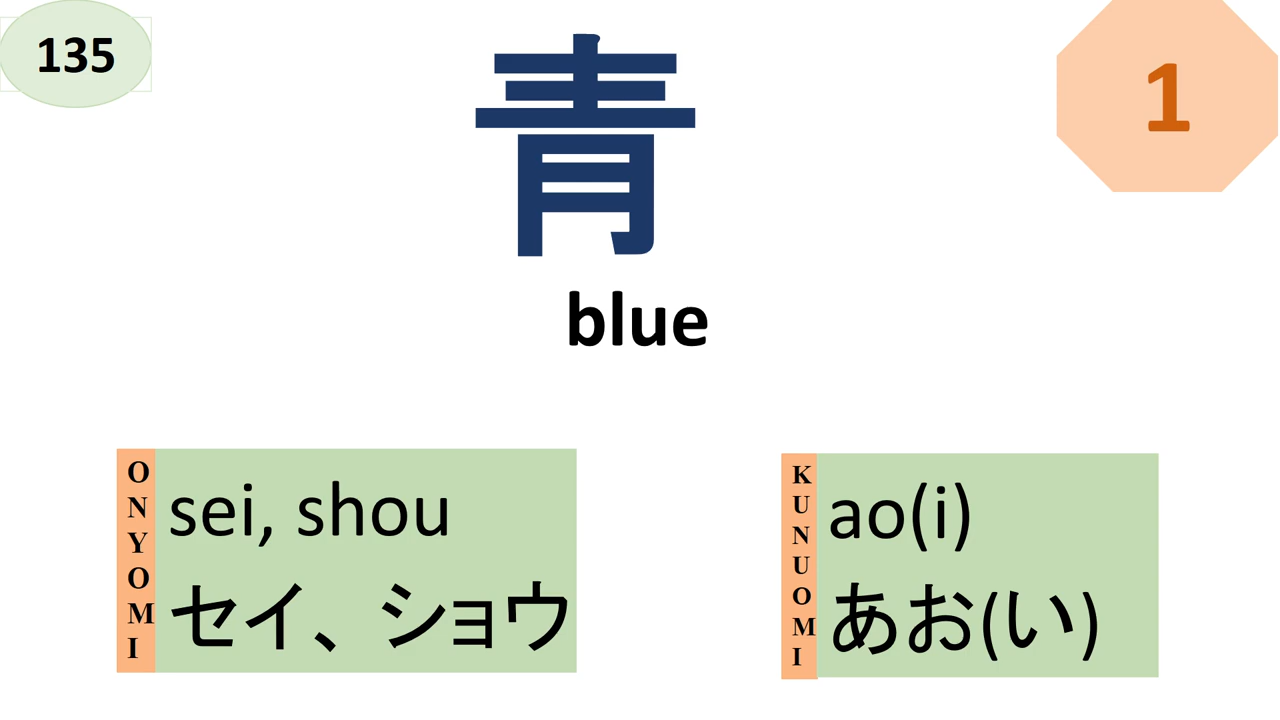 135
青
1
blue
ONYOMI
sei, shou
セイ、ショウ
KUNUOMI
ao(i)
あお(い)